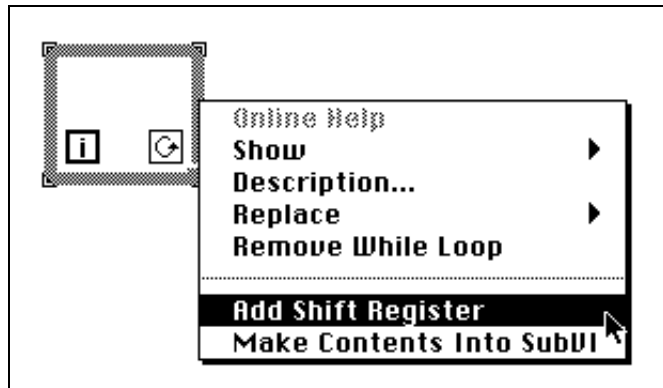 i
Online Help
Show
Description...
Replace
Remove While Loop
Add Shift Register
Make Contents Into SubVI